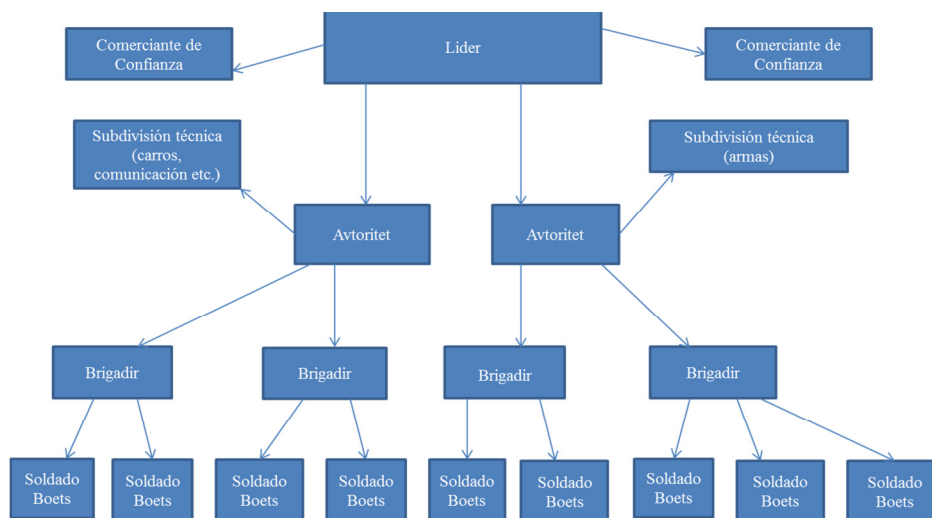 Comerciante de
Confianza
Lider
Comerciante de
Confianza
Subdivisión técnica
(carros,
comunicación etc.)
Subdivisión técnica
(armas)
Avtoritet
Avtoritet
Brigadir
Brigadir
Brigadir
Brigadir
Soldado
Boets
Soldado
Boets
Soldado
Boets
Soldado
Boets
Soldado
Boets
Soldado
Boets
Soldado
Boets
Soldado
Boets
Soldado
Boets